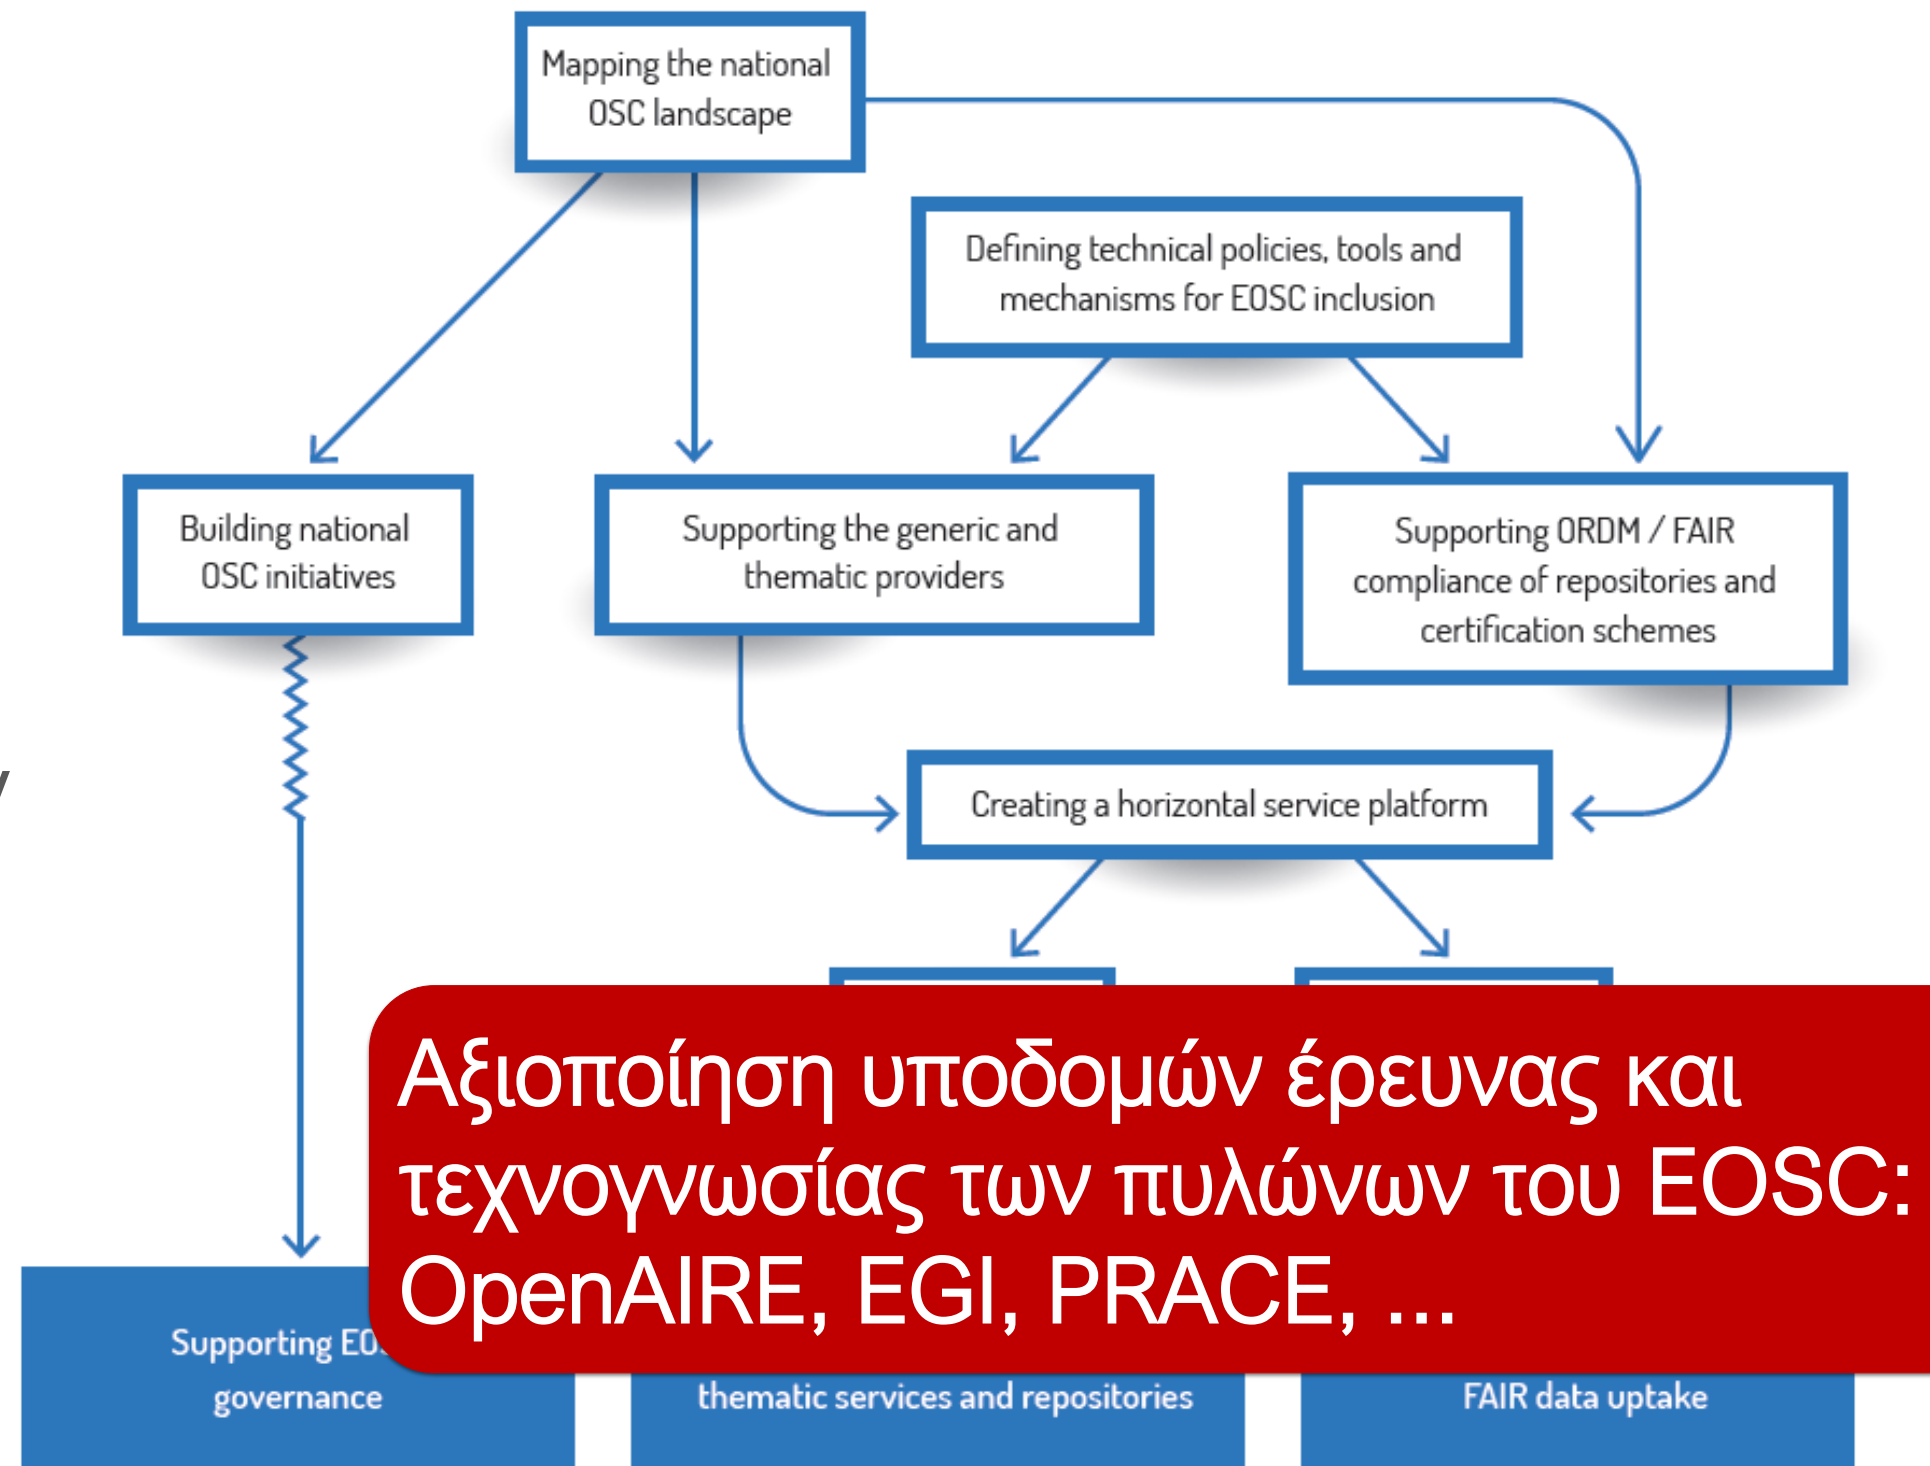 Mapping the national
OSC landscape
Defining technical policies, tools and
mechanisms for EOSC inclusion
Building national
OSC initiatives
Supporting the generic and
thematic providers
Supporting ORDM / FAIR
compliance of repositories and
certification schemes
Creating a horizontal service platform
Αξιοποίηση υποδομών έρευνας και
τεχνογνωσίας των πυλώνων του EOSC:
OpenAIRE, EGI, PRACE, ...
Supporting
governance
thematic services and repositories
FAIR data uptake